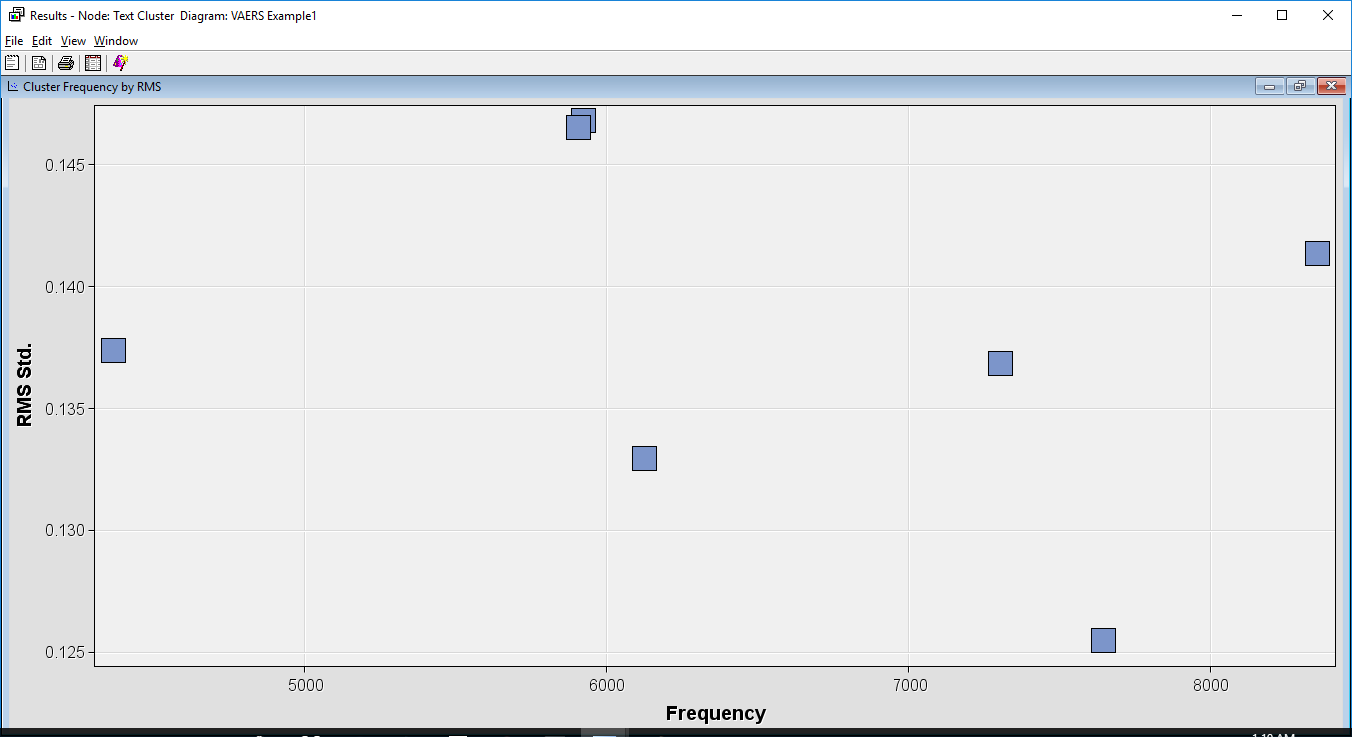 Results - Node: Text Cluster Diagram: VAERS Example1
File Edit View Window
Cluster Frequency by RMS
0.145
0.140
0.135
0.130
0.125
RMS Std.
5000 6000 7000 8000
Frequency